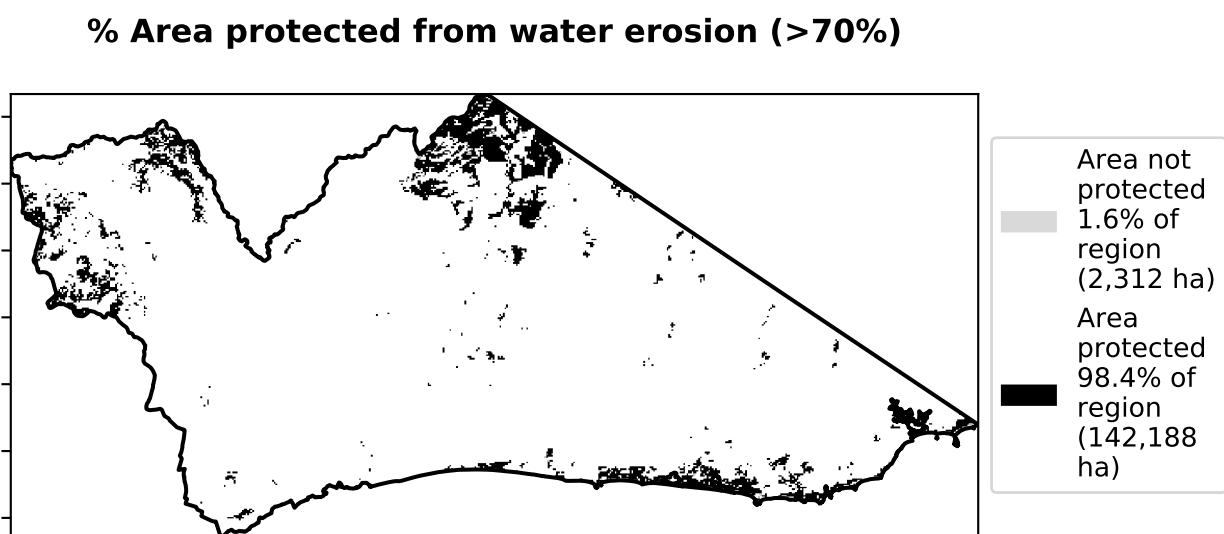 % Area protected from water erosion (>70%)
Area not
protected
1.6% of
region
(2,312 ha)
Area
protected
98.4% of
region
(142,188
ha)